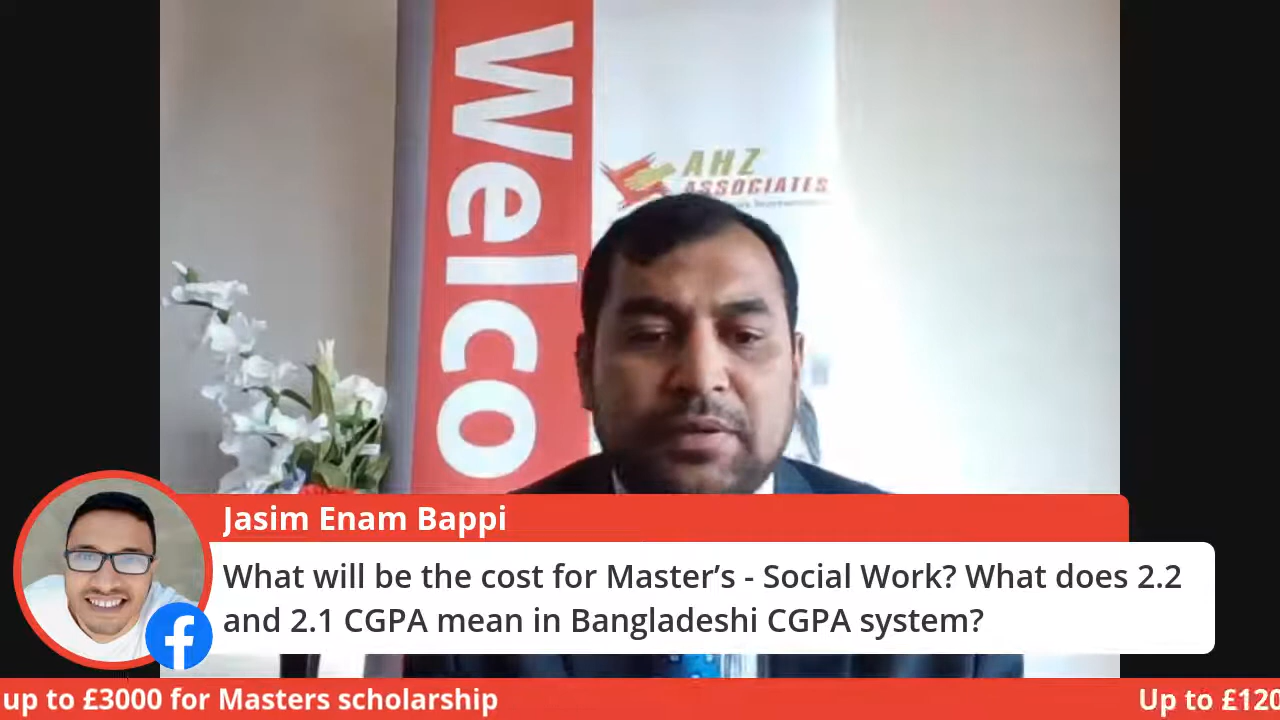 Welco
AHZ
ASSOCIATES
Jasim Enam Bappi
What will be the cost for Master's - Social Work? What does 2.2
and 2.1 CGPA mean in Bangladeshi CGPA system?
up to £3000 for Masters scholarship
Up to £120